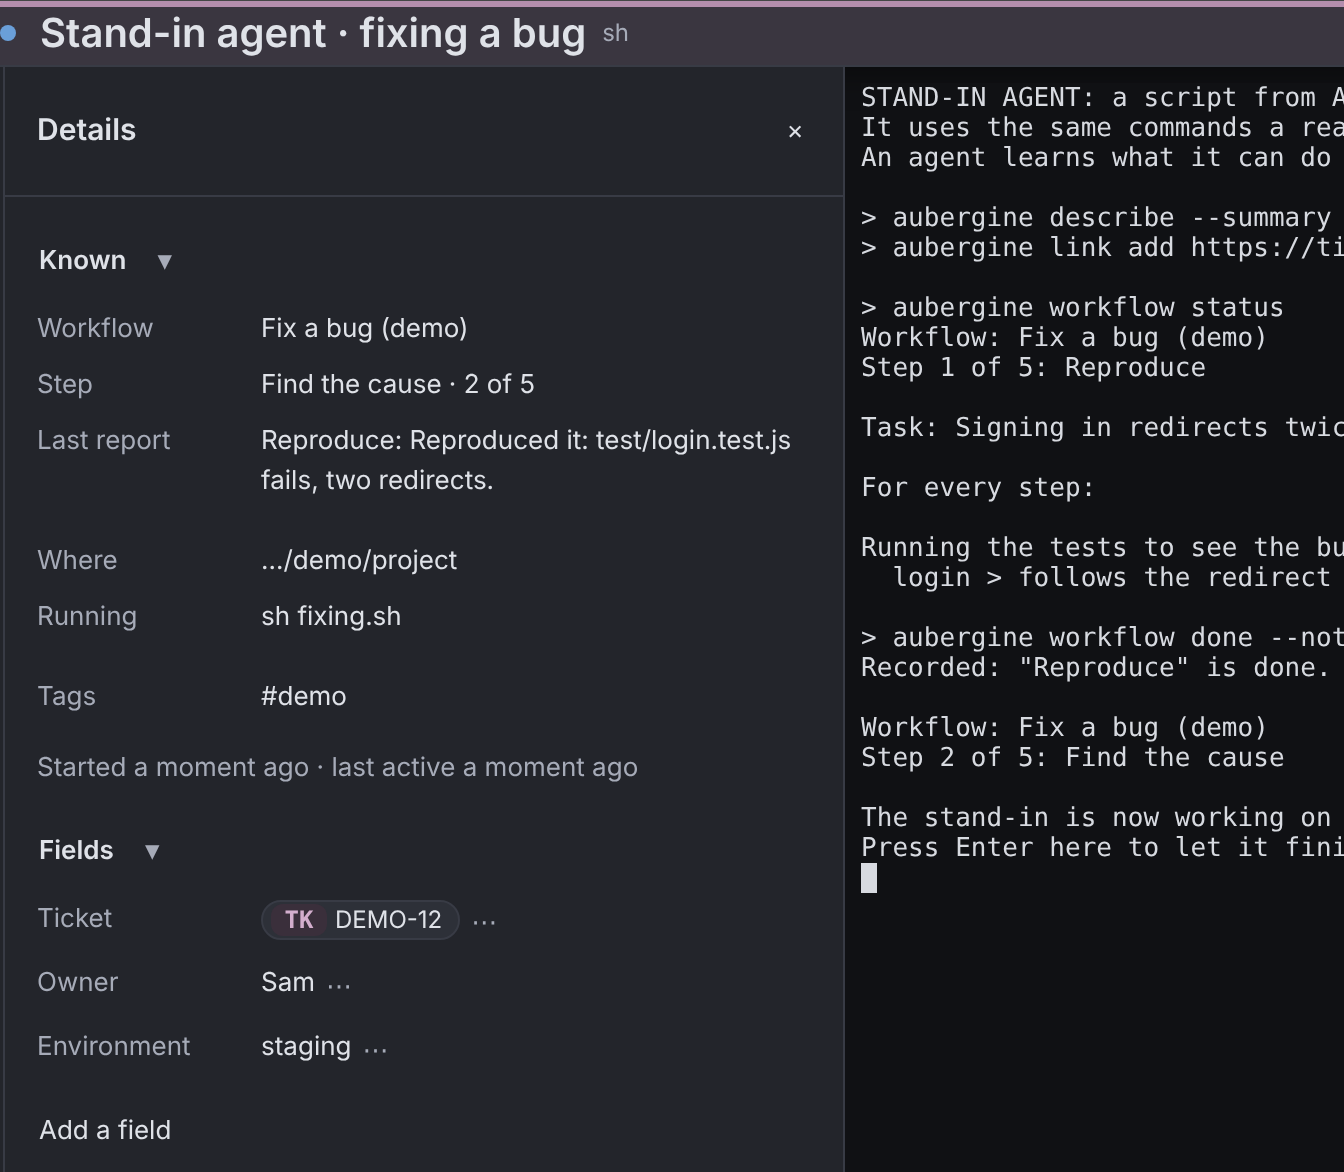 Stand-in agent · fixing a bug sh
Details ×
Known ▼
Workflow Fix a bug (demo)
Step Find the cause · 2 of 5
Last report Reproduce: Reproduced it: test/login.test.js
fails, two redirects.
Where .../demo/project
Running sh fixing.sh
Tags #demo
Started a moment ago · last active a moment ago
Fields ▼
Ticket TK DEMO-12 ...
Owner Sam ...
Environment staging ...
Add a field
STAND-IN AGENT: a script from A
It uses the same commands a rea
An agent learns what it can do
> aubergine describe --summary
> aubergine link add https://ti
> aubergine workflow status
Workflow: Fix a bug (demo)
Step 1 of 5: Reproduce
Task: Signing in redirects twic
For every step:
Running the tests to see the bu
login > follows the redirect
> aubergine workflow done --not
Recorded: "Reproduce" is done.
Workflow: Fix a bug (demo)
Step 2 of 5: Find the cause
The stand-in is now working on
Press Enter here to let it fini